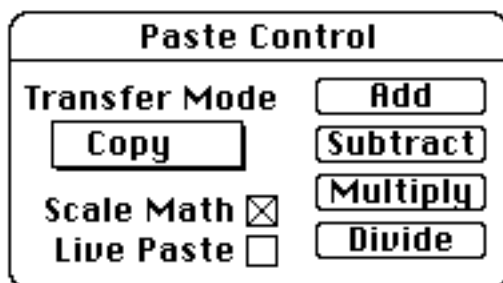 Paste Control
Transfer Mode
Copy
Scale Math
Live Paste
Add
Subtract
Multiply
Divide